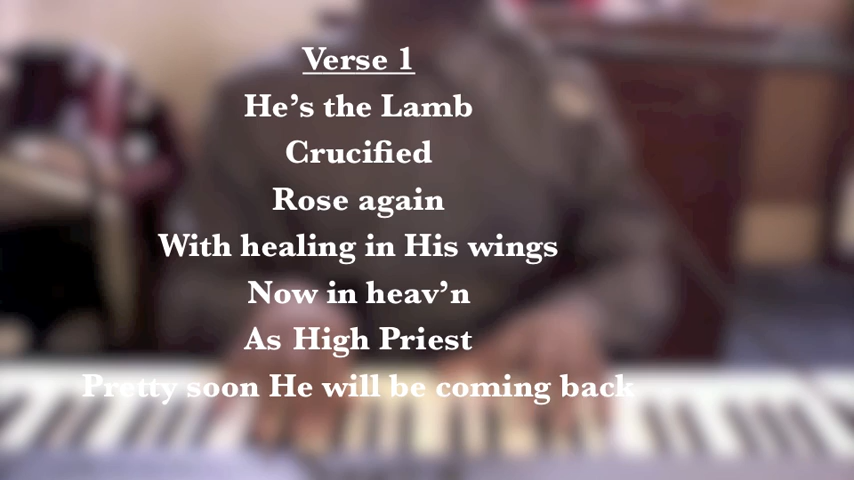 Verse 1
He’s the Lamb
Crucified
Rose again
With healing in His wings
Now in heav’n
As High Priest
Pretty soon He will be coming back